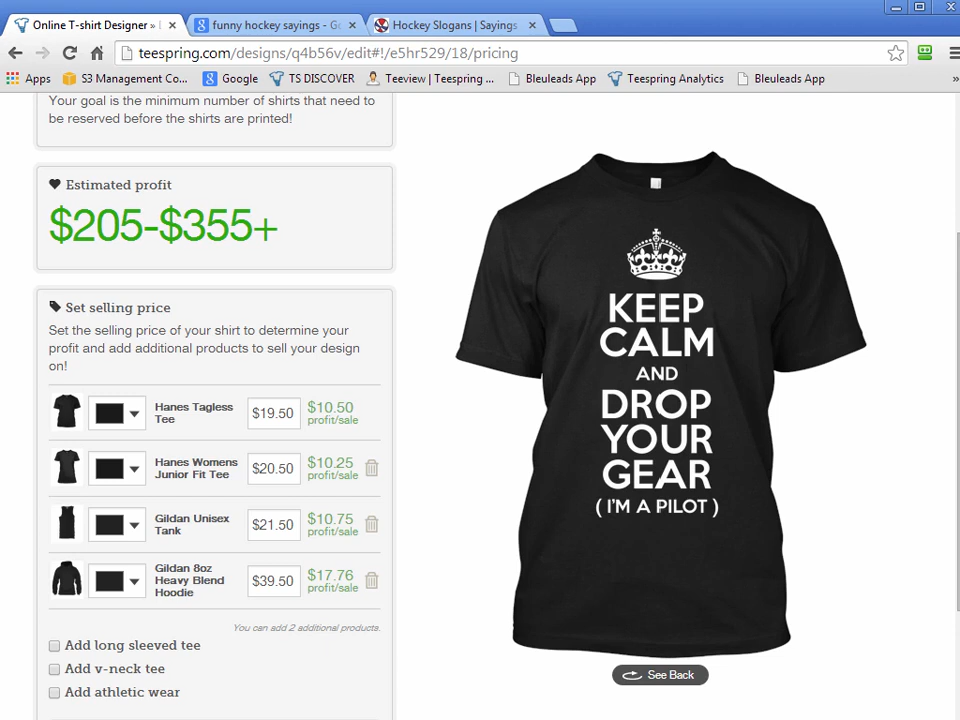 Online T-shirt Designer »
funny hockey sayings - Go
Hockey Slogans | Sayings
teespring.com/designs/q4b56v/edit#!/e5hr529/18/pricing
Apps
S3 Management Co...
Google
TS DISCOVER
Teeview | Teespring ...
Bleuleads App
Teespring Analytics
Bleuleads App
»
Your goal is the minimum number of shirts that need to
be reserved before the shirts are printed!
Estimated profit
$205-$355+
Set selling price
Set the selling price of your shirt to determine your
profit and add additional products to sell your design
on!
Hanes Tagless
Tee
$19.50
$10.50
profit/sale
Hanes Womens
Junior Fit Tee
$20.50
$10.25
profit/sale
Gildan Unisex
Tank
$21.50
$10.75
profit/sale
Gildan 8oz
Heavy Blend
Hoodie
$39.50
$17.76
profit/sale
You can add 2 additional products.
Add long sleeved tee
Add v-neck tee
Add athletic wear
KEEP
CALM
AND
DROP
YOUR
GEAR
( I'M A PILOT )
See Back